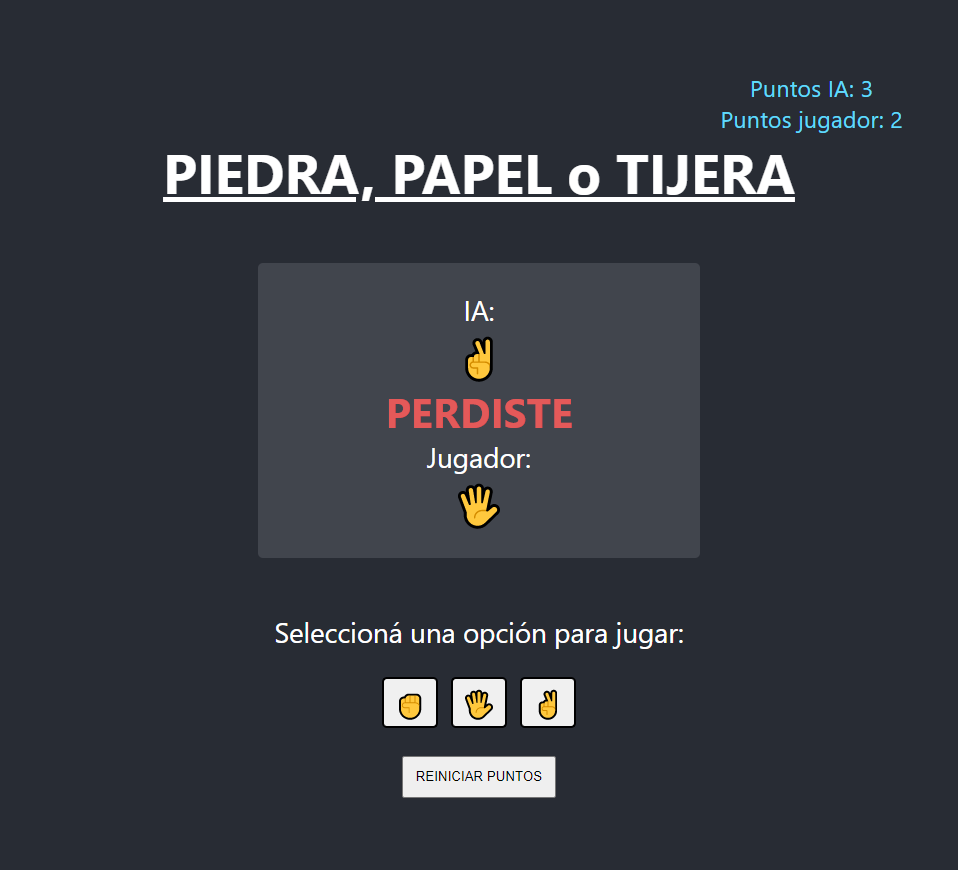 Puntos IA: 3
Puntos jugador: 2
PIEDRA, PAPEL o TIJERA
IA:
PERDISTE
Jugador:
Seleccioná una opción para jugar:
REINICIAR PUNTOS